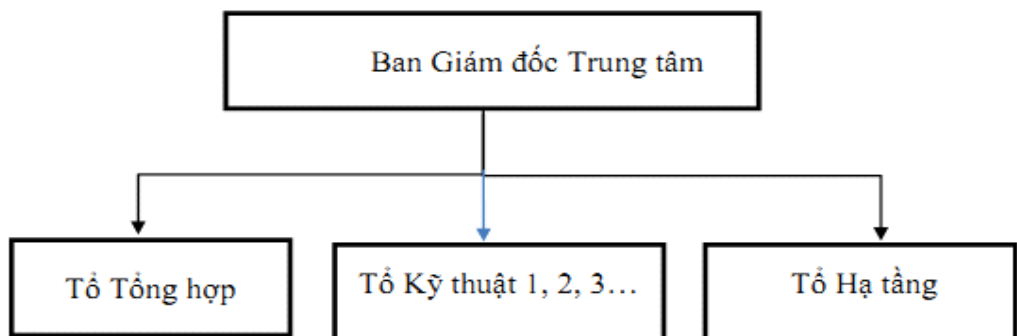 Ban Giám đốc Trung tâm
Tổ Tổng hợp
Tổ Kỹ thuật 1, 2, 3...
Tổ Hạ tầng